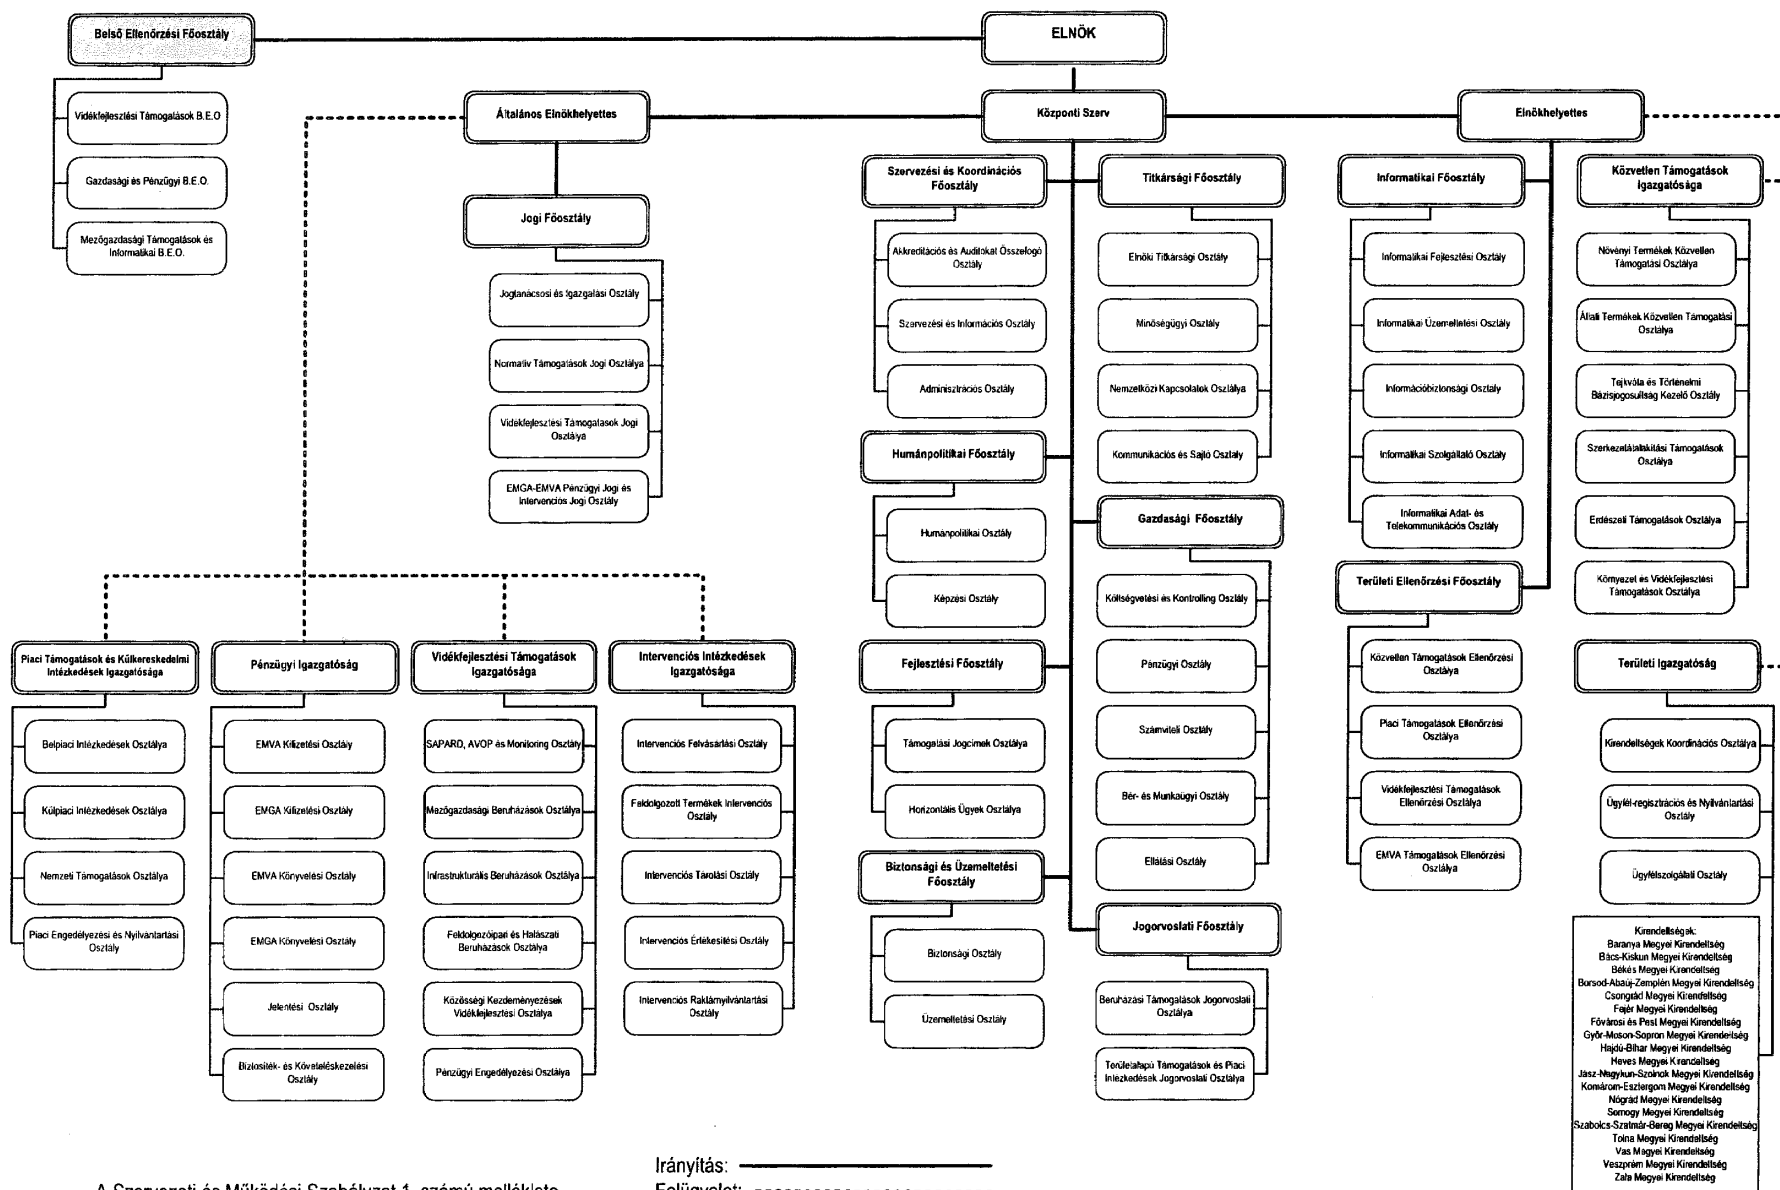 Belső Ellenőrzési Főosztály
Vidékfejlesztési Támogatások B.E.O
Gazdasági és Pénzügyi B.E.O.
Mezőgazdasági Támogatások és
Informatikai B.E.O.
ELNÖK
Általános Elnökhelyettes
Központi Szerv
Elnökhelyettes
Jogi Főosztály
Jogtanácsosi és Igazgatási Osztály
Normatív Támogatások Jogi Osztálya
Vidékfejlesztési Támogatások Jogi
Osztálya
EMGA-EMVA Pénzügyi Jogi és
Intervenciós Jogi Osztály
Szervezési és Koordinációs
Főosztály
Akkreditációs és Auditokat Összefogó
Osztály
Szervezési és Információs Osztály
Adminisztrációs Osztály
Titkársági Főosztály
Elnöki Titkársági Osztály
Minőségügyi Osztály
Nemzetközi Kapcsolatok Osztálya
Kommunikációs és Sajtó Osztály
Humánpolitikai Főosztály
Humánpolitikai Osztály
Képzési Osztály
Gazdasági Főosztály
Költségvetési és Kontrolling Osztály
Pénzügyi Osztály
Számviteli Osztály
Bér- és Munkaügyi Osztály
Ellátási Osztály
Fejlesztési Főosztály
Támogatási Jogcímek Osztálya
Horizontális Ügyek Osztálya
Biztonsági és Üzemeltetési
Főosztály
Biztonsági Osztály
Üzemeltetési Osztály
Jogorvoslati Főosztály
Beruházási Támogatások Jogorvoslati
Osztálya
Területalapú Támogatások és Piaci
Intézkedések Jogorvoslati Osztálya
Informatikai Főosztály
Informatikai Fejlesztési Osztály
Informatikai Üzemeltetési Osztály
Információbiztonsági Osztály
Informatikai Szolgáltató Osztály
Informatikai Adat- és
Telekommunikációs Osztály
Területi Ellenőrzési Főosztály
Közvetlen Támogatások Ellenőrzési
Osztálya
Piaci Támogatások Ellenőrzési
Osztálya
Vidékfejlesztési Támogatások
Ellenőrzési Osztálya
EMVA Támogatások Ellenőrzési
Osztálya
Közvetlen Támogatások
Igazgatósága
Növényi Termékek Közvetlen
Támogatási Osztálya
Állati Termékek Közvetlen Támogatási
Osztálya
Tejkvóta és Történelmi
Bázisjogosultság Kezelő Osztály
Szerkezetátalakítási Támogatások
Osztálya
Erdészeti Támogatások Osztálya
Környezet és Vidékfejlesztési
Támogatások Osztálya
Területi Igazgatóság
Kirendeltségek Koordinációs Osztálya
Ügyfél-regisztrációs és Nyilvántartási
Osztály
Ügyfélszolgálati Osztály
Kirendeltségek:
Baranya Megyei Kirendeltség
Bács-Kiskun Megyei Kirendeltség
Békés Megyei Kirendeltség
Borsod-Abaúj-Zemplén Megyei Kirendeltség
Csongrád Megyei Kirendeltség
Fejér Megyei Kirendeltség
Fővárosi és Pest Megyei Kirendeltség
Győr-Moson-Sopron Megyei Kirendeltség
Hajdú-Bihar Megyei Kirendeltség
Heves Megyei Kirendeltség
Jász-Nagykun-Szolnok Megyei Kirendeltség
Komárom-Esztergom Megyei Kirendeltség
Nógrád Megyei Kirendeltség
Somogy Megyei Kirendeltség
Szabolcs-Szatmár-Bereg Megyei Kirendeltség
Tolna Megyei Kirendeltség
Vas Megyei Kirendeltség
Veszprém Megyei Kirendeltség
Zala Megyei Kirendeltség
Piaci Támogatások és Külkereskedelmi
Intézkedések Igazgatósága
Belpiaci Intézkedések Osztálya
Külpiaci Intézkedések Osztálya
Nemzeti Támogatások Osztálya
Piaci Engedélyezési és Nyilvántartási
Osztály
Pénzügyi Igazgatóság
EMVA Kifizetési Osztály
EMGA Kifizetési Osztály
EMVA Könyvelési Osztály
EMGA Könyvelési Osztály
Jelentési Osztály
Biztosíték- és Követeléskezelési
Osztály
Vidékfejlesztési Támogatások
Igazgatósága
SAPARD, AVOP és Monitoring Osztály
Mezőgazdasági Beruházások Osztálya
Infrastrukturális Beruházások Osztálya
Feldolgozóipari és Halászati
Beruházások Osztálya
Közösségi Kezdeményezések
Vidékfejlesztési Osztálya
Pénzügyi Engedélyezési Osztálya
Intervenciós Intézkedések
Igazgatósága
Intervenciós Felvásárlási Osztály
Feldolgozott Termékek Intervenciós
Osztály
Intervenciós Tárolási Osztály
Intervenciós Értékesítési Osztály
Intervenciós Raktárnyilvántartási
Osztály
Irányítás:
Felügyelet:
A Szervezeti és Működési Szabályzat 1. számú melléklete